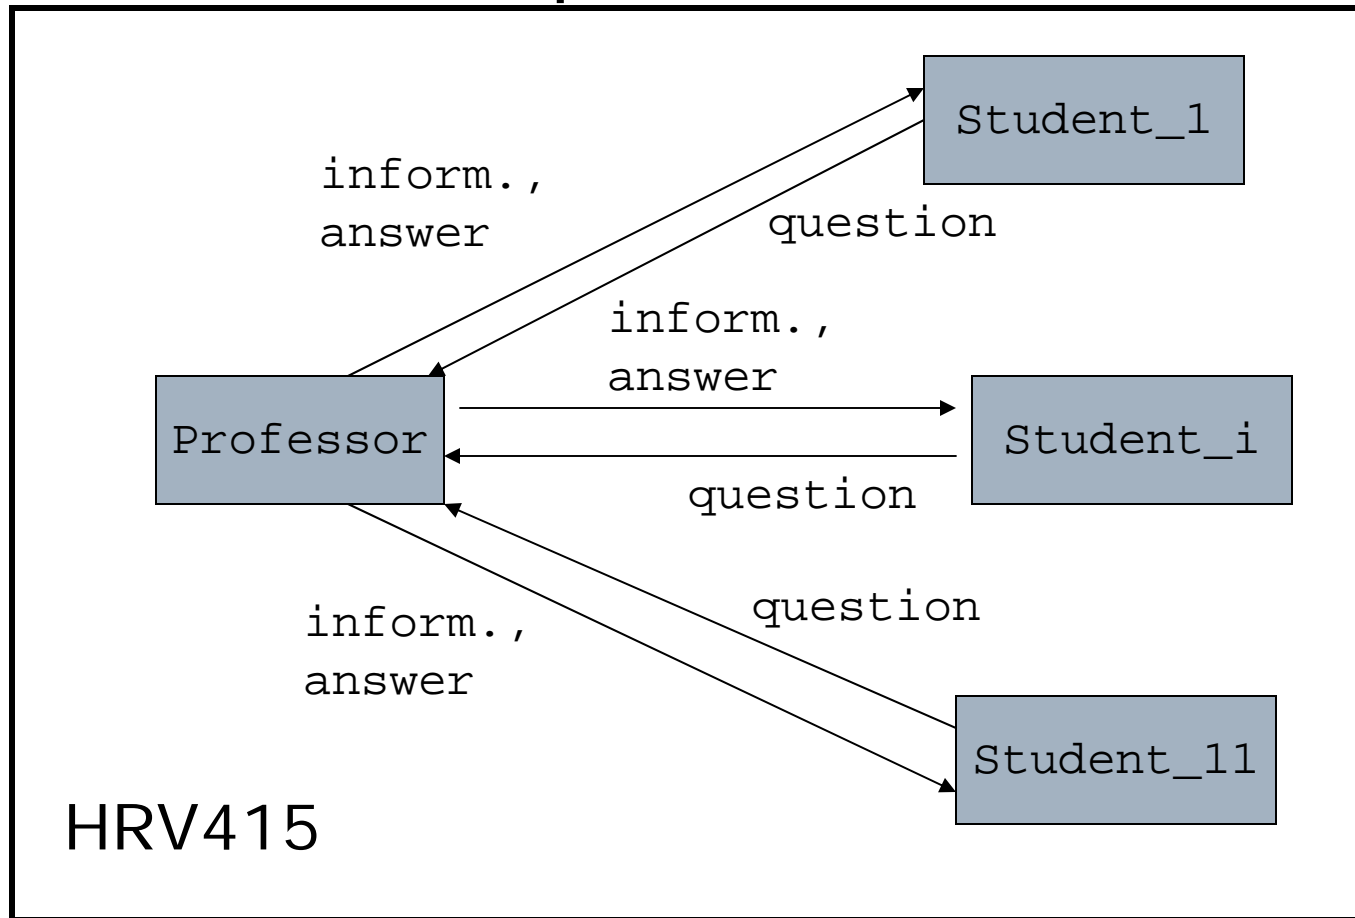 Student_1
inform.,
answer
question
inform.,
answer
Professor
Student_i
question
question
inform.,
answer
Student_11
HRV415